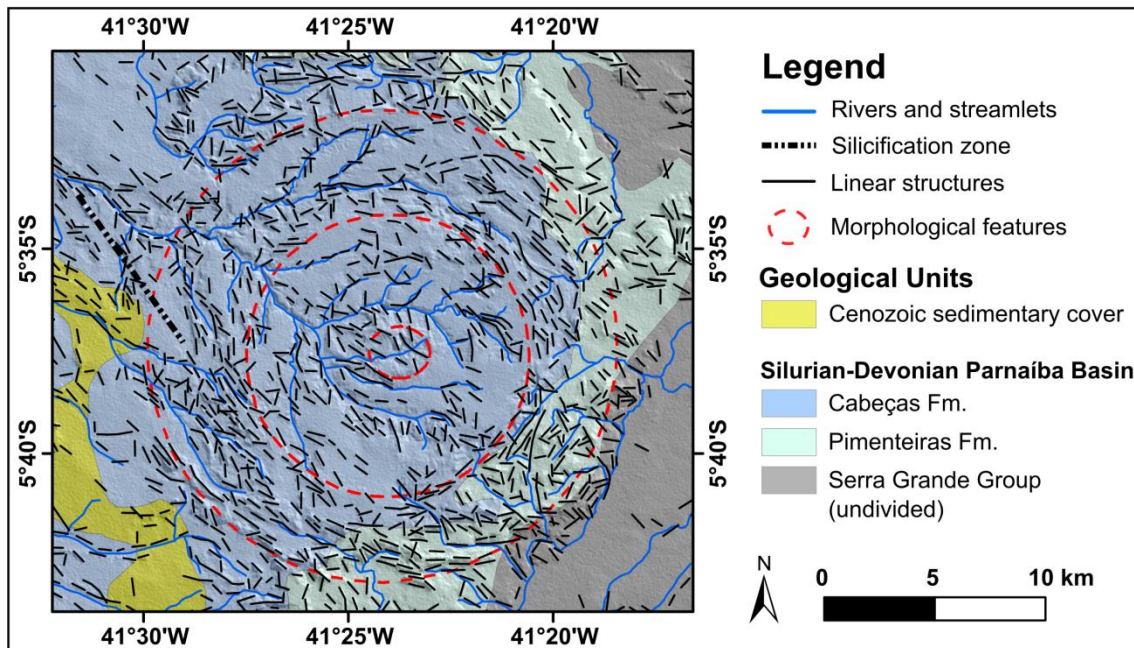 41°30'W 41°25'W 41°20'W
5°35'S 5°35'S
5°40'S 5°40'S
41°30'W 41°25'W 41°20'W
Legend
Rivers and streamlets
Silicification zone
Linear structures
Morphological features
Geological Units
Cenozoic sedimentary cover
Silurian-Devonian Parnaíba Basin
Cabeças Fm.
Pimenteiras Fm.
Serra Grande Group
(undivided)
N
0 5 10 km